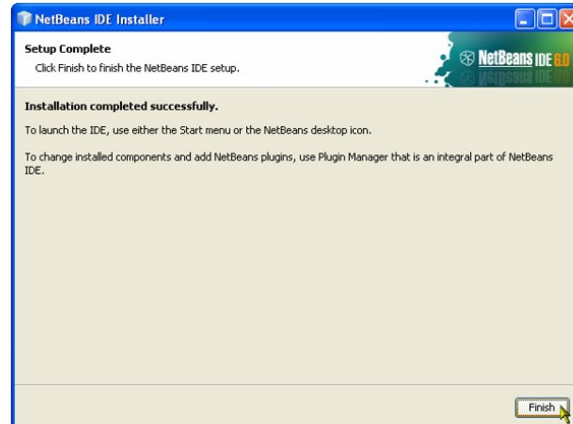 NetBeans IDE Installer
Setup Complete
Click Finish to finish the NetBeans IDE setup.
NetBeans IDE 6.0
Installation completed successfully.
To launch the IDE, use either the Start menu or the NetBeans desktop icon.
To change installed components and add NetBeans plugins, use Plugin Manager that is an integral part of NetBeans
IDE.
Finish